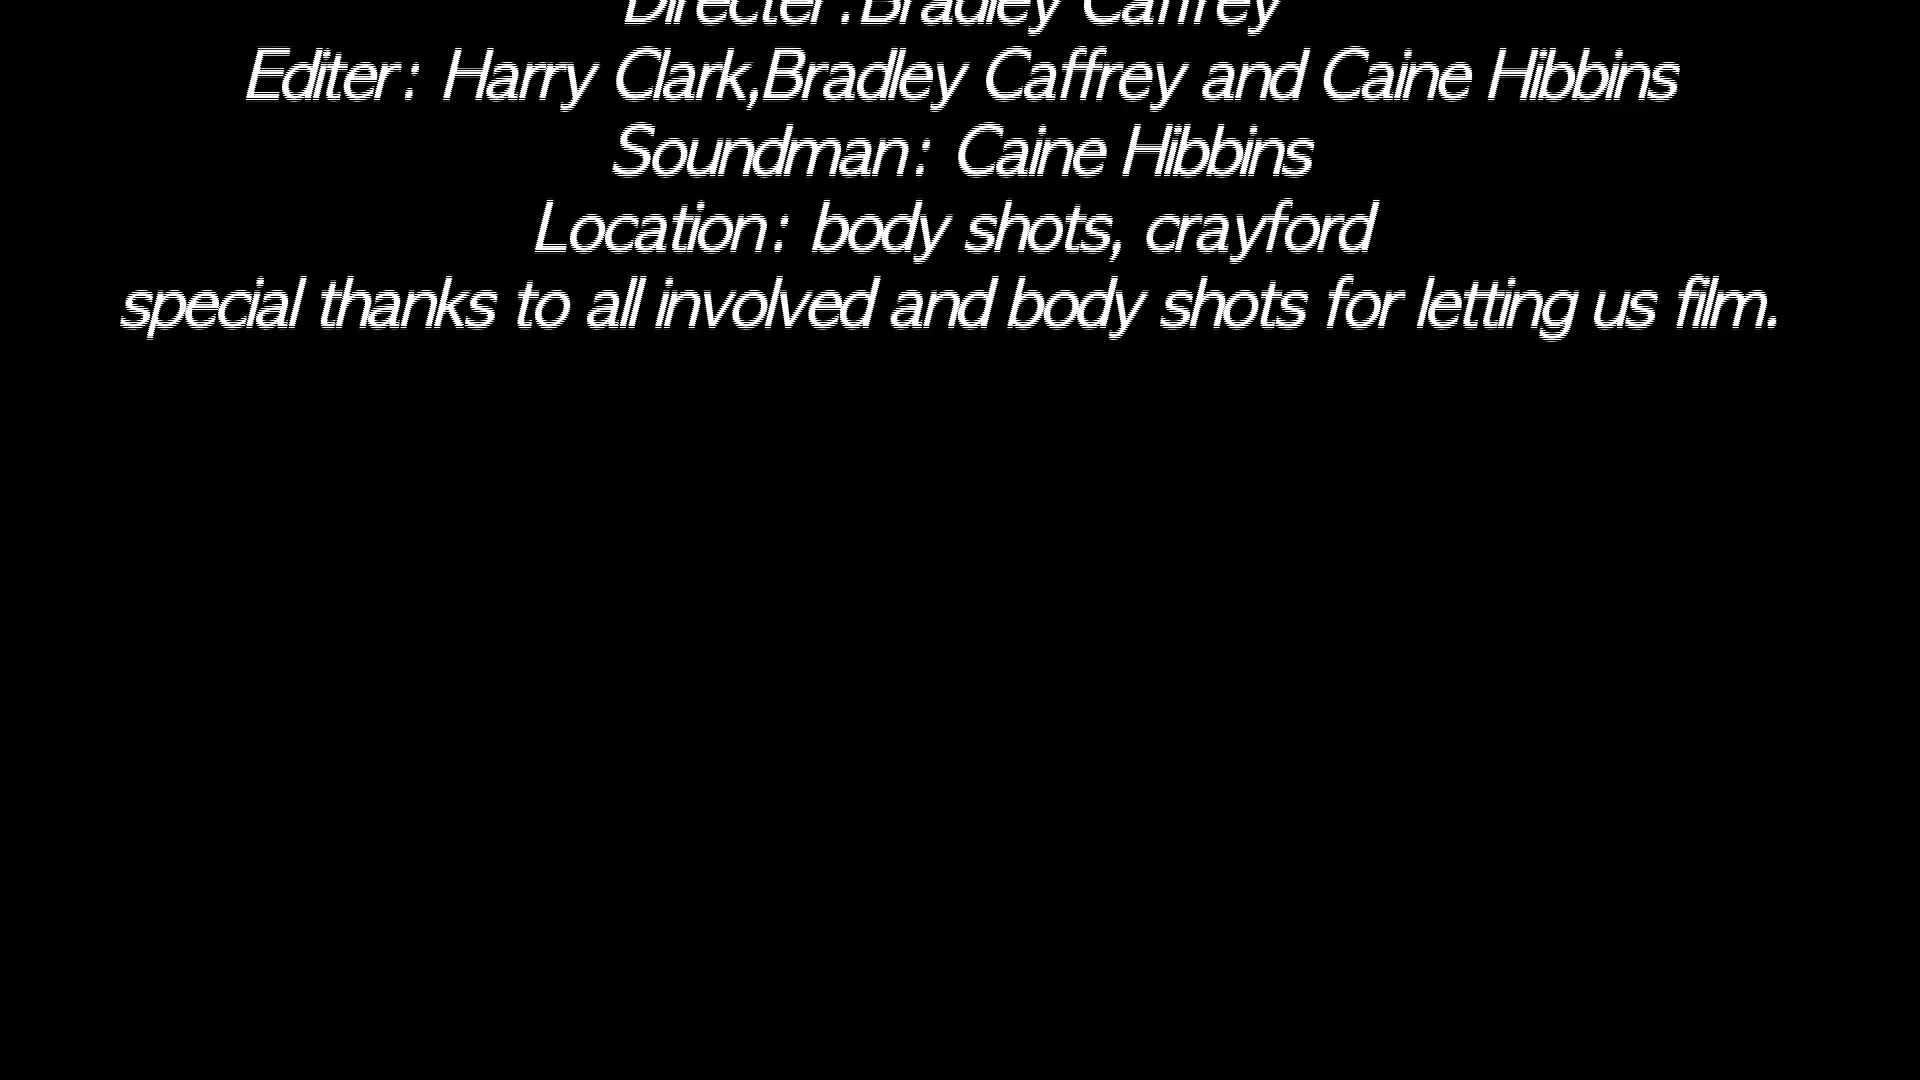 Directer:Bradley Caffrey
Editer: Harry Clark,Bradley Caffrey and Caine Hibbins
Soundman: Caine Hibbins
Location: body shots, crayford
special thanks to all involved and body shots for letting us film.